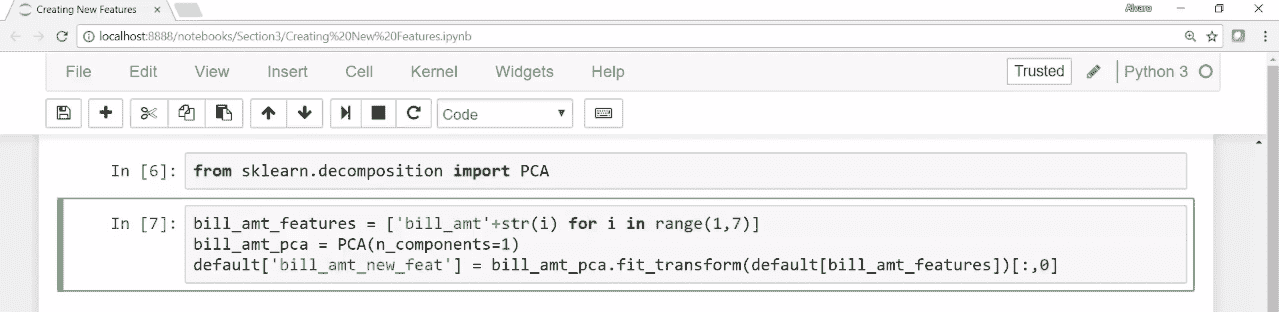 Creating New Features
Alvaro
localhost:8888/notebooks/Section3/Creating%20New%20Features.ipynb
File Edit View Insert Cell Kernel Widgets Help Trusted Python 3
Code
In [6]: from sklearn.decomposition import PCA
In [7]: bill_amt_features = ['bill_amt'+str(i) for i in range(1,7)]
bill_amt_pca = PCA(n_components=1)
default['bill_amt_new_feat'] = bill_amt_pca.fit_transform(default[bill_amt_features])[:,0]